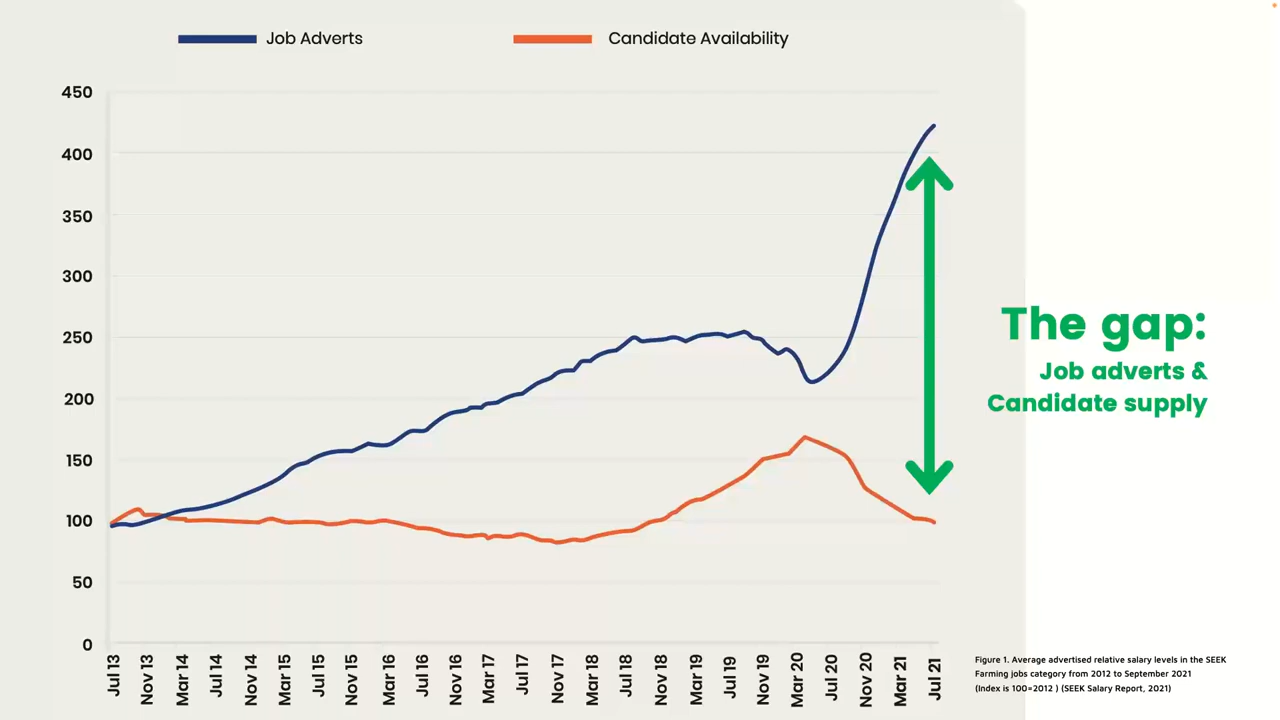 Job Adverts
Candidate Availability
450
400
350
300
250
200
150
100
50
0
Jul 13
Nov 13
Mar 14
Jul 14
Nov 14
Mar 15
Jul 15
Nov 15
Mar 16
Jul 16
Nov 16
Mar 17
Jul 17
Nov 17
Mar 18
Jul 18
Nov 18
Mar 19
Jul 19
Nov 19
Mar 20
Jul 20
Nov 20
Mar 21
Jul 21
The gap:
Job adverts &
Candidate supply
Figure 1. Average advertised relative salary levels in the SEEK
Farming jobs category from 2012 to September 2021
(Index is 100=2012 ) (SEEK Salary Report, 2021)